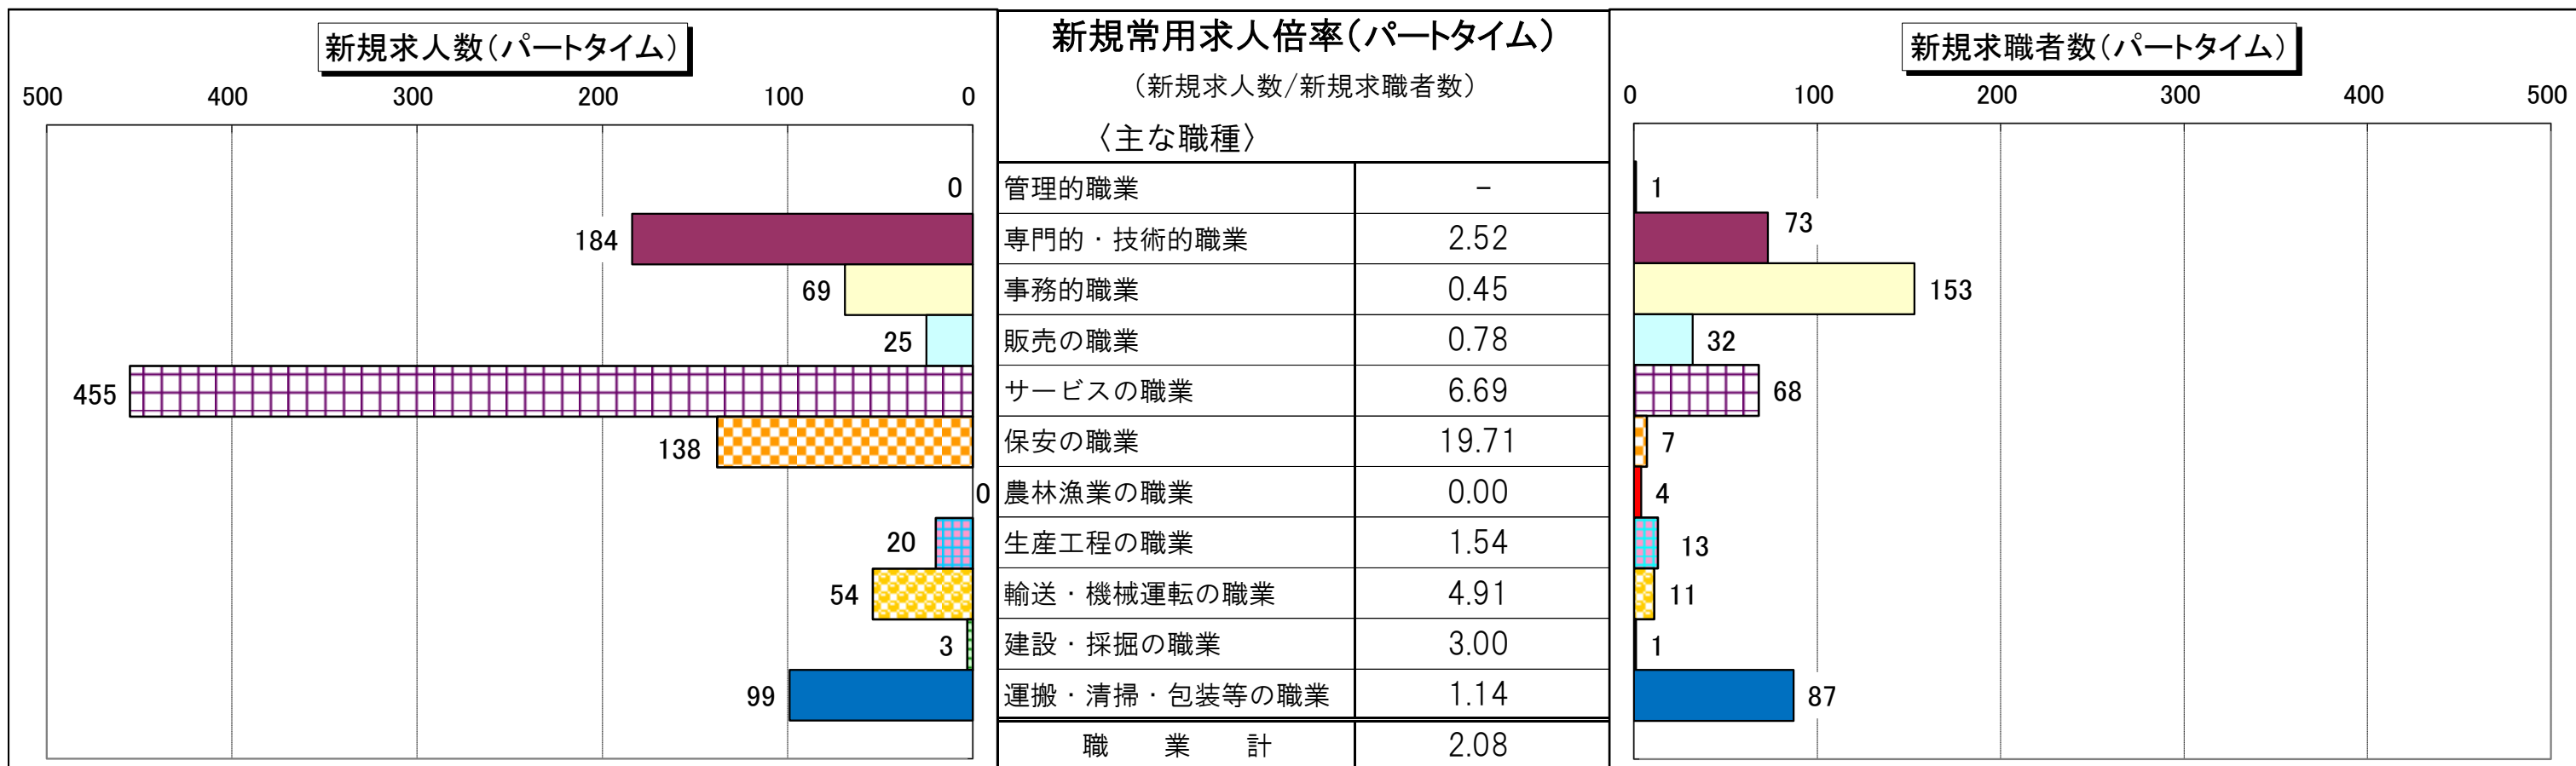 新規求人数(パートタイム)
500 400 300 200 100 0
0
184
69
25
455
138
0
20
54
3
99
新規常用求人倍率(パートタイム)
(新規求人数/新規求職者数)
〈主な職種〉
管理的職業 -
専門的・技術的職業 2.52
事務的職業 0.45
販売の職業 0.78
サービスの職業 6.69
保安の職業 19.71
農林漁業の職業 0.00
生産工程の職業 1.54
輸送・機械運転の職業 4.91
建設・採掘の職業 3.00
運搬・清掃・包装等の職業 1.14
職 業 計 2.08
新規求職者数(パートタイム)
0 100 200 300 400 500
1
73
153
32
68
7
4
13
11
1
87